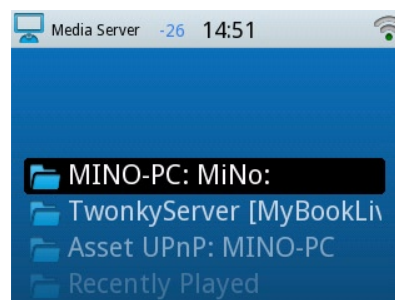 Media Server -26 14:51
MINO-PC: MiNo:
TwonkyServer [MyBookLiv
Asset UPnP: MINO-PC
Recently Played